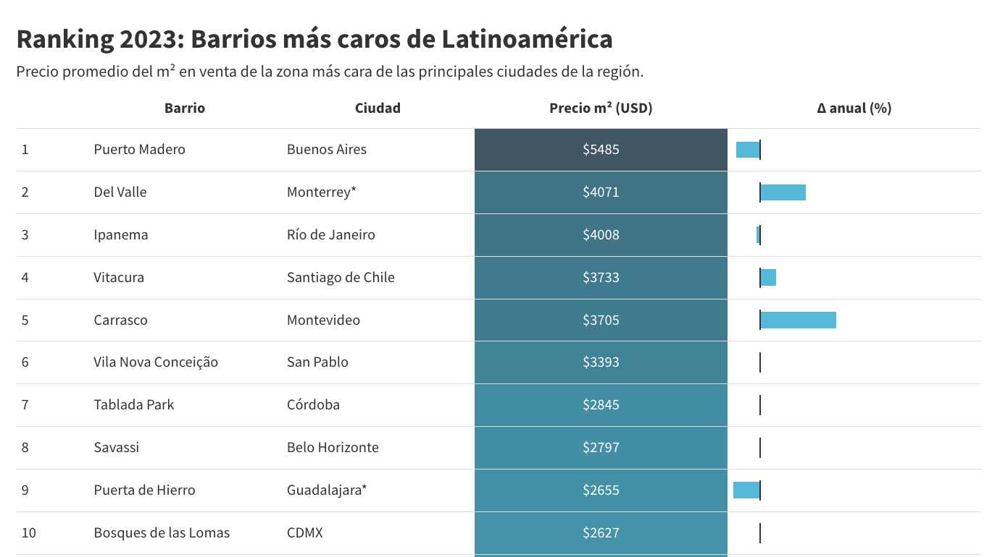 Ranking 2023: Barrios más caros de Latinoamérica
Precio promedio del m² en venta de la zona más cara de las principales ciudades de la región.
Barrio Ciudad Precio m² (USD) Δ anual (%)
1 Puerto Madero Buenos Aires $5485
2 Del Valle Monterrey* $4071
3 Ipanema Río de Janeiro $4008
4 Vitacura Santiago de Chile $3733
5 Carrasco Montevideo $3705
6 Vila Nova Conceição San Pablo $3393
7 Tablada Park Córdoba $2845
8 Savassi Belo Horizonte $2797
9 Puerta de Hierro Guadalajara* $2655
10 Bosques de las Lomas CDMX $2627